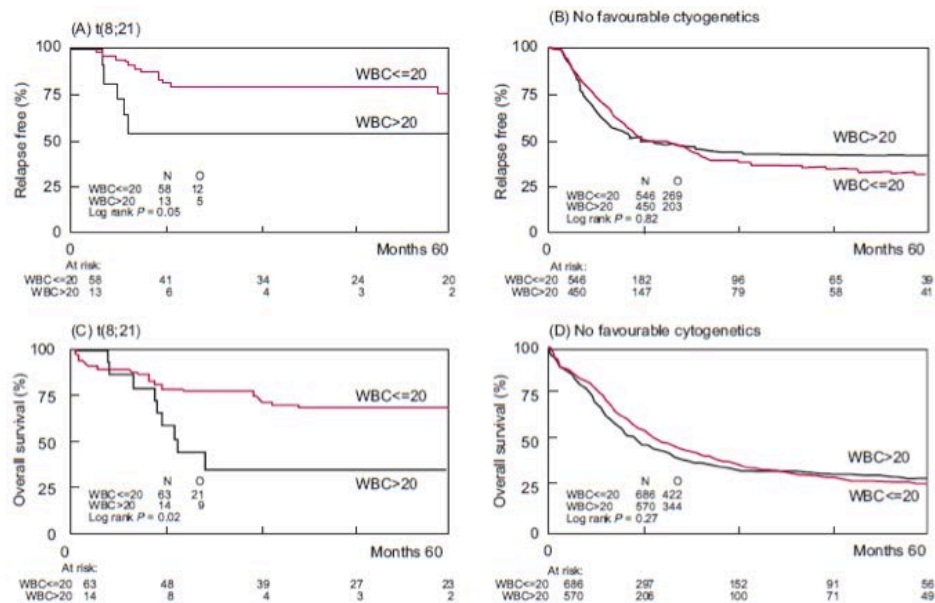 (A) t(8;21)
100
75
50
25
0
Relapse free (%)
WBC<=20
WBC>20
N O
WBC<=20 58 12
WBC>20 13 5
Log rank P = 0.05
0 Months 60
At risk:
WBC<=20 58 41 34 24 20
WBC>20 13 6 4 3 2
(B) No favourable ctyogenetics
100
75
50
25
0
Relapse free (%)
WBC>20
WBC<=20
N O
WBC<=20 546 269
WBC>20 450 203
Log rank P = 0.82
0 Months 60
At risk:
WBC<=20 546 182 96 65 39
WBC>20 450 147 79 58 41
(C) t(8;21)
100
75
50
25
0
Overall survival (%)
WBC<=20
WBC>20
N O
WBC<=20 63 21
WBC>20 14 9
Log rank P = 0.02
0 Months 60
At risk:
WBC<=20 63 48 39 27 23
WBC>20 14 8 4 3 2
(D) No favourable cytogenetics
100
75
50
25
0
Overall survival (%)
WBC>20
WBC<=20
N O
WBC<=20 686 422
WBC>20 570 344
Log rank P = 0.27
0 Months 60
At risk:
WBC<=20 686 297 152 91 56
WBC>20 570 206 100 71 49